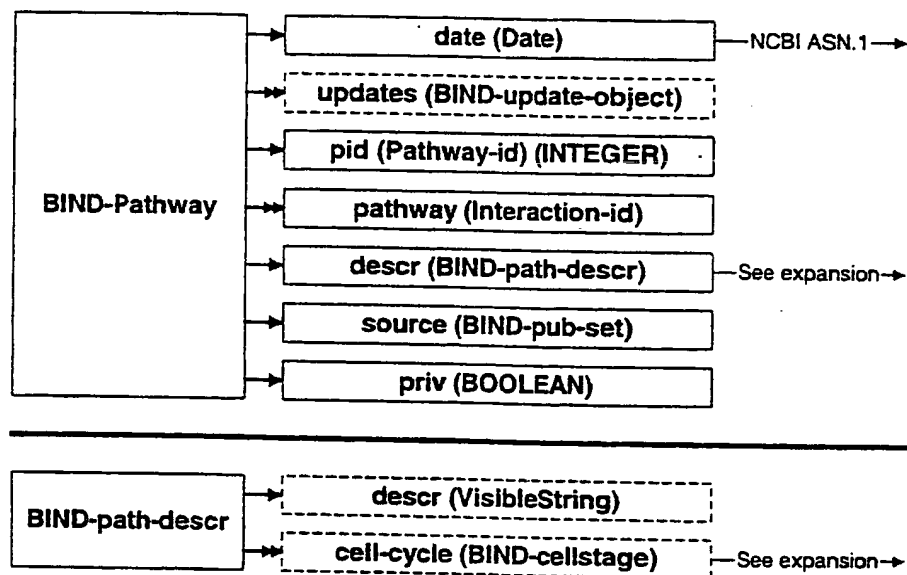 date (Date)
NCBI ASN.1
updates (BIND-update-object)
pid (Pathway-id) (INTEGER)
BIND-Pathway
pathway (Interaction-id)
descr (BIND-path-descr)
See expansion
source (BIND-pub-set)
priv (BOOLEAN)
descr (VisibleString)
BIND-path-descr
cell-cycle (BIND-cellstage)
See expansion